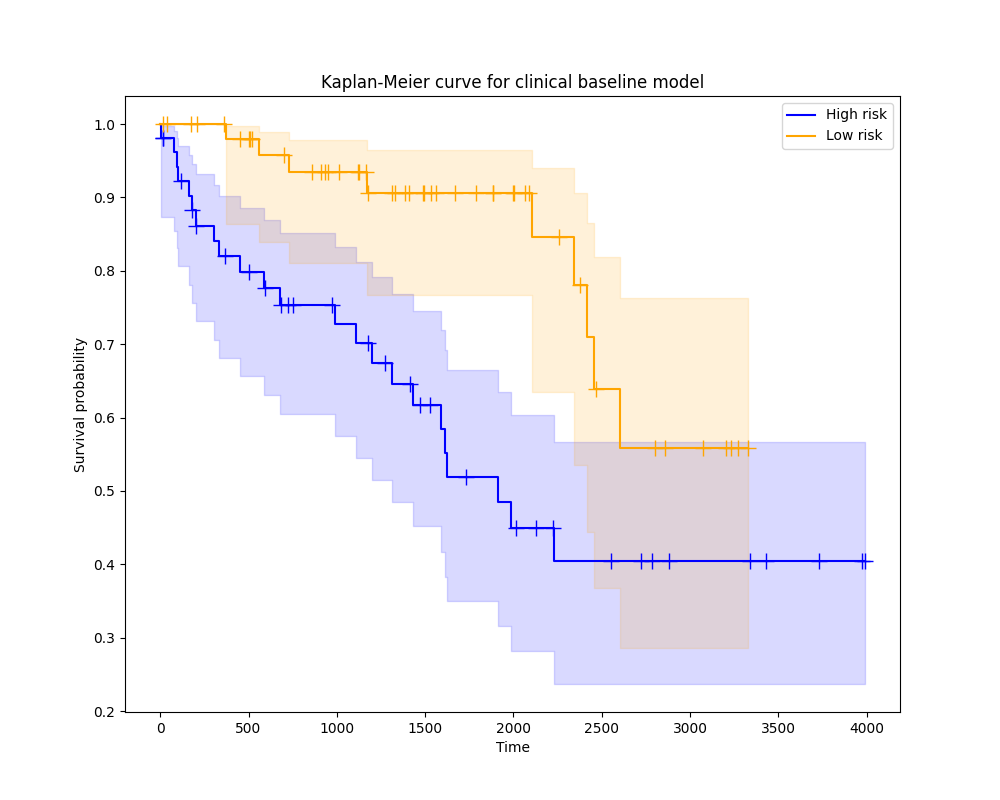 Kaplan-Meier curve for clinical baseline model
High risk
Low risk
Survival probability
1.0
0.9
0.8
0.7
0.6
0.5
0.4
0.3
0.2
0 500 1000 1500 2000 2500 3000 3500 4000
Time